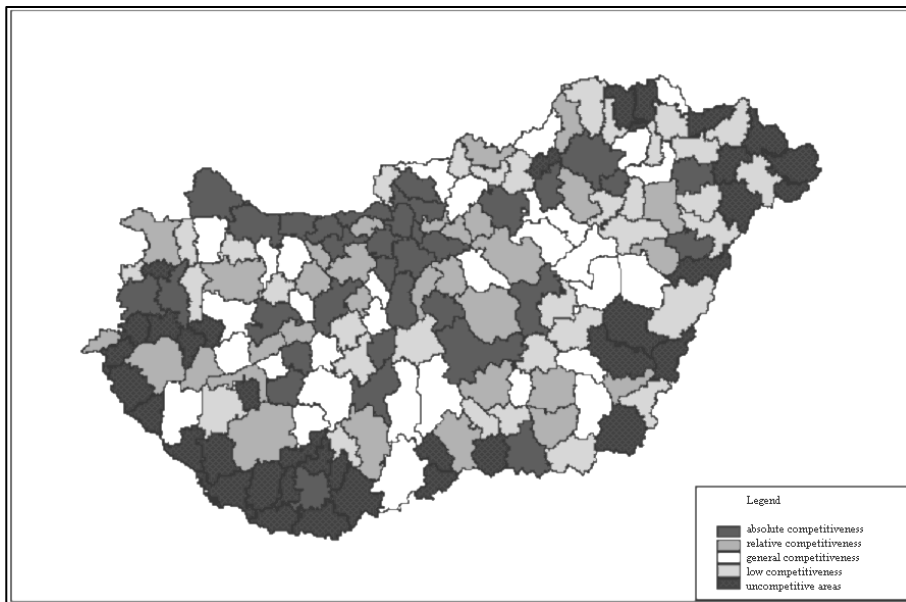 Legend
absolute competitiveness
relative competitiveness
general competitiveness
low competitiveness
uncompetitive areas